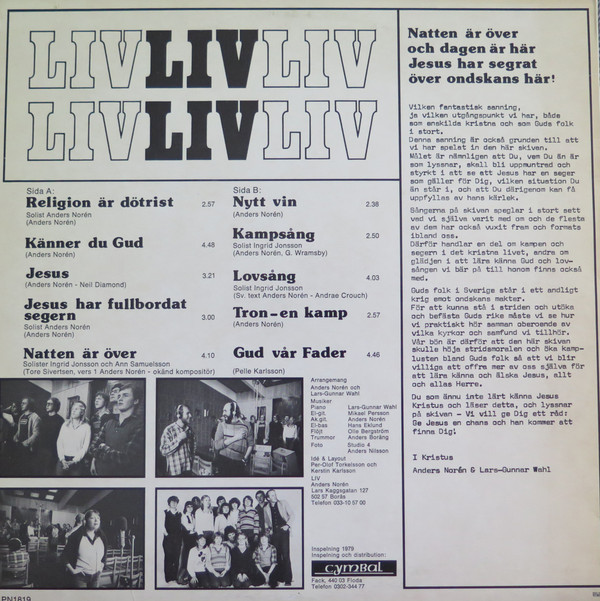 LIV LIV LIV
LIV LIV LIV
Sida A:
Religion är dötrist 2.57
Solist Anders Norén
(Anders Norén)
Känner du Gud 4.48
(Anders Norén)
Jesus 3.21
(Anders Norén - Neil Diamond)
Jesus har fullbordat
segern 3.00
Solist Anders Norén
(Anders Norén)
Natten är över 4.10
Solister Ingrid Jonsson och Ann Samuelsson
(Tore Sivertsen, vers 1 Anders Norén - okänd kompositör)
Sida B:
Nytt vin 2.38
(Anders Norén)
Kampsång 2.50
Solist Ingrid Jonsson
(Anders Norén, G. Wramsby)
Lovsång 4.03
Solist Ingrid Jonsson
(Sv. text Anders Norén - Andrae Crouch)
Tron-en kamp 2.57
(Anders Norén)
Gud vår Fader 4.46
(Pelle Karlsson)
Arrangemang
Anders Norén och
Lars-Gunnar Wahl
Musiker
Piano Lars-Gunnar Wahl
El-git. Mikael Persson
Ak.git. Anders Norén
El-bas Hans Eklund
Flöjt Olle Bergström
Trummor Anders Boräng
Foto Studio 4
Anders Nilsson
Idé & Layout
Per-Olof Torkelsson och
Kerstin Karlsson
LIV
Anders Norén
Lars Kaggsgatan 127
502 57 Borås
Telefon 033-10 57 00
Inspelning 1979
Inspelning och distribution:
cymbal
Fack, 440 03 Floda
Telefon 0302-344 77
PN1619
Natten är över
och dagen är här
Jesus har segrat
över ondskans här!
Vilken fantastisk sanning,
ja vilken utgångspunkt vi har, både
som enskilda kristna och som Guds folk
i stort.
Denna sanning är också grunden till att
vi har spelat in den här skivan.
Målet är nämligen att Du, vem Du än är
som lyssnar, skall bli uppmuntrad och
styrkt i att se att Jesus har en seger
som gäller för Dig, vilken situation Du
än står i, och att Du därigenom kan få
uppfyllas av hans kärlek.
Sångerna på skivan speglar i stort sett
vad vi själva varit med om och de flesta
av dem har också vuxit fram och formats
ibland oss.
Därför handlar en del om kampen och
segern i det kristna livet, andra om
glädjen i att lära känna Gud och lov-
sången vi bär på till honom finns också
med.
Guds folk i Sverige står i ett andligt
krig emot ondskans makter.
För att kunna stå i striden och utöka
och befästa Guds rike måste vi se hur
vi praktiskt hör samman oberoende av
vilka kyrkor och samfund vi tillhör.
Vår bön är därför att den här skivan
skulle höja stridsmoralen och öka kamp-
lusten bland Guds folk så att vi blir
villiga att offra mer av oss själva för
att lära känna och älska Jesus, allt
och allas Herre.
Du som ännu inte lärt känna Jesus
Kristus och läser detta, och lyssnar
på skivan - Vi vill ge Dig ett råd:
Ge Jesus en chans och han kommer att
finna Dig!
I Kristus
Anders Norén & Lars-Gunnar Wahl